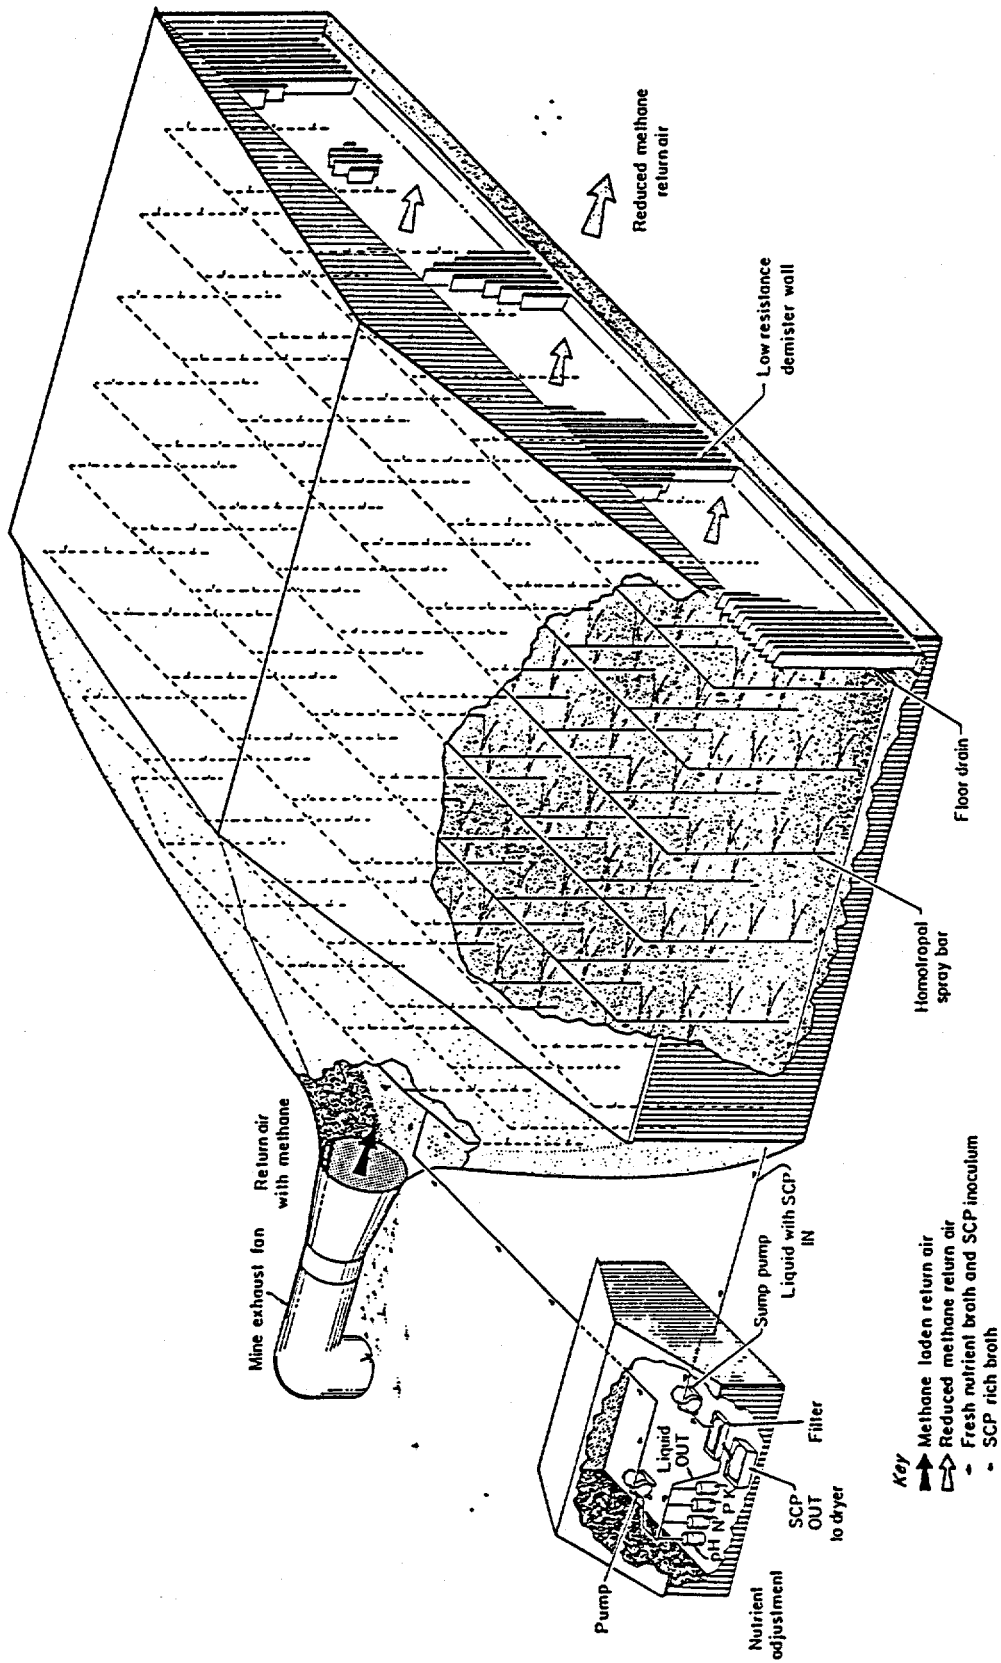 Mine exhaust fan
Return air
with methane
Reduced methane
return air
Low resistance
demister wall
Floor drain
Homotropal
spray bar
Liquid with SCP
IN
Sump pump
Filter
Liquid
OUT
SCP
OUT
to dryer
pH N P K
Pump
Nutrient
adjustment
Key
Methane laden return air
Reduced methane return air
Fresh nutrient broth and SCP inoculum
SCP rich broth